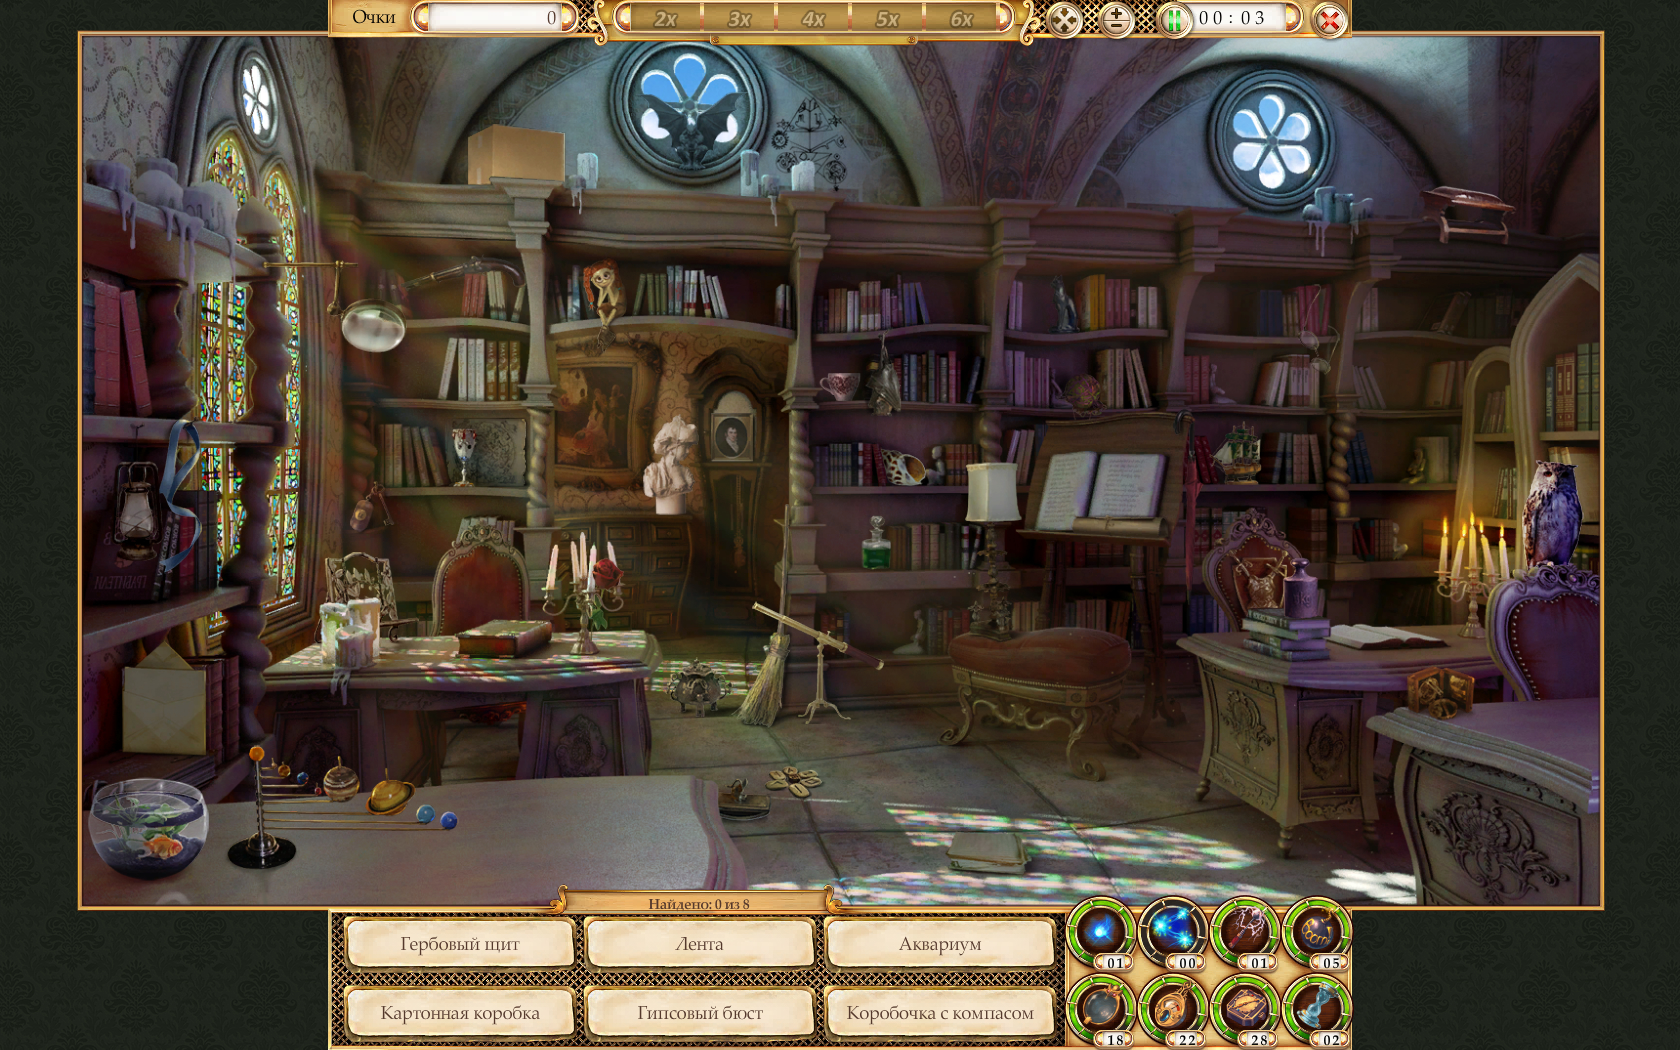 Очки 0 2x 3x 4x 5x 6x 00:03
Найдено: 0 из 8
Гербовый щит Лента Аквариум
01 00 01 05
Картонная коробка Гипсовый бюст Коробочка с компасом
18 22 28 02